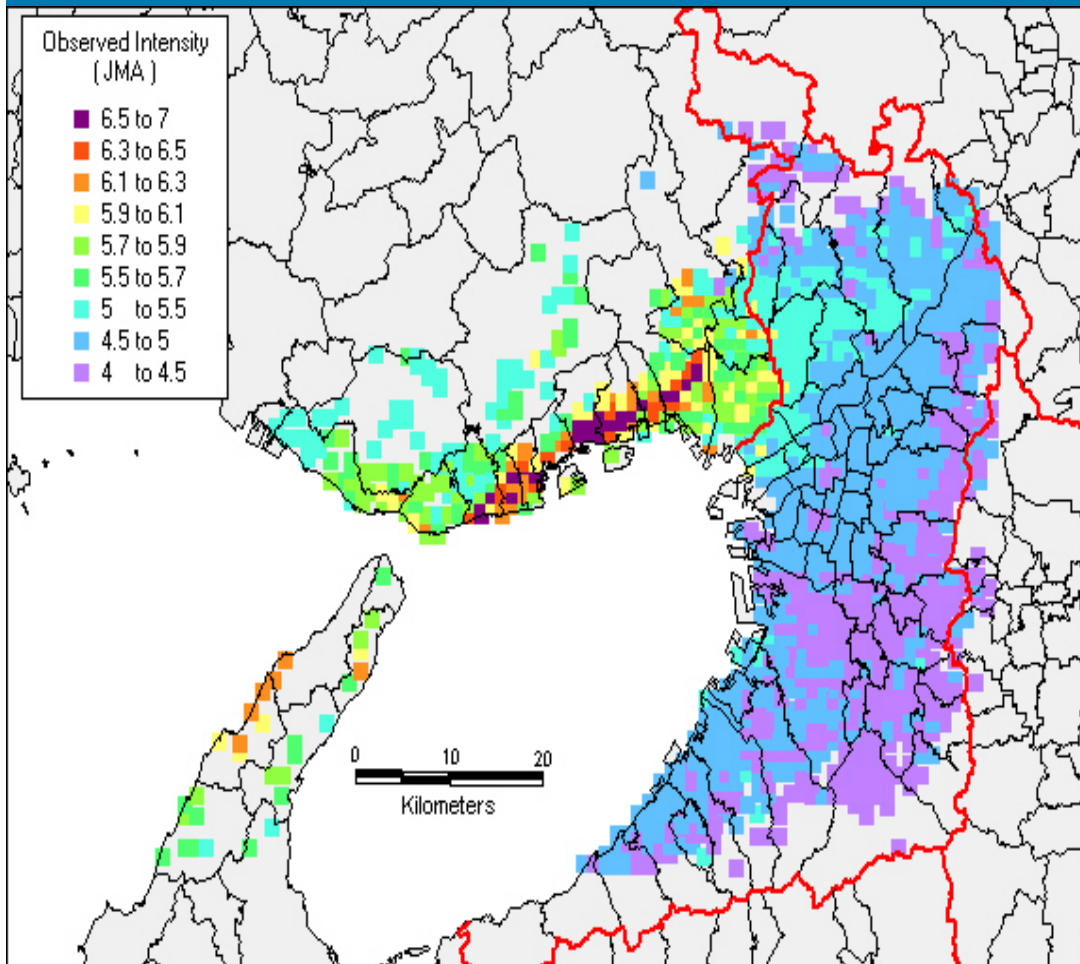 Observed Intensity
( JMA )
6.5 to 7
6.3 to 6.5
6.1 to 6.3
5.9 to 6.1
5.7 to 5.9
5.5 to 5.7
5 to 5.5
4.5 to 5
4 to 4.5
0 10 20
Kilometers